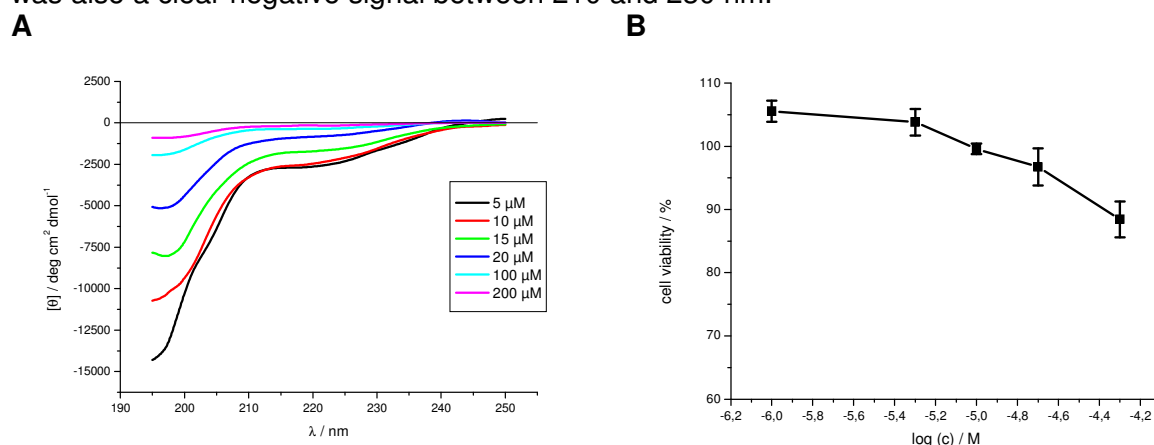 was also a clear negative signal between 210 and 250 nm.
A
B
2500
0
-2500
-5000
-7500
-10000
-12500
-15000
[θ] / deg cm² dmol⁻¹
190
200
210
220
230
240
250
λ / nm
5 µM
10 µM
15 µM
20 µM
100 µM
200 µM
110
100
90
80
70
60
cell viability / %
-6,2
-6,0
-5,8
-5,6
-5,4
-5,2
-5,0
-4,8
-4,6
-4,4
-4,2
log (c) / M